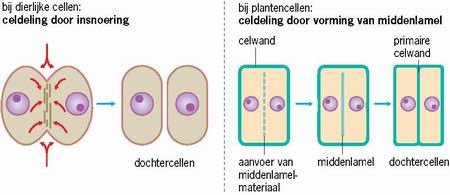 bij dierlijke cellen:
celdeling door insnoering
dochtercellen
bij plantencellen:
celdeling door vorming van middenlamel
celwand
primaire
celwand
aanvoer van
middenlamel-
materiaal
middenlamel
dochtercellen